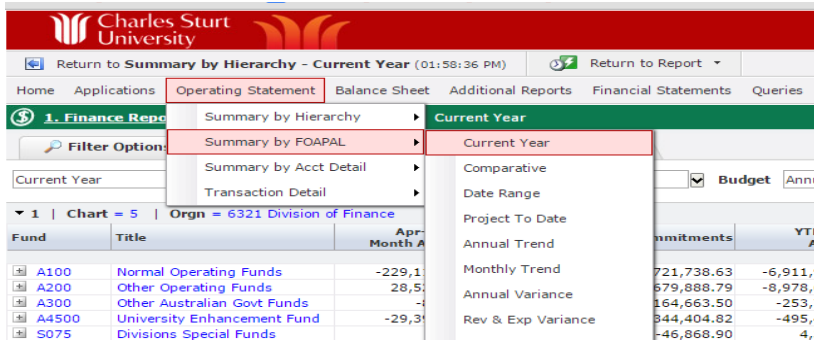 Charles Sturt
University
Return to Summary by Hierarchy - Current Year (01:58:36 PM) Return to Report
Home Applications Operating Statement Balance Sheet Additional Reports Financial Statements Queries
1. Finance Repo Summary by Hierarchy Current Year
Filter Options Summary by FOAPAL Current Year
Summary by Acct Detail Comparative
Current Year Budget Ann
Transaction Detail Date Range
1 | Chart = 5 | Orgn = 6321 Division of Finance Project To Date
Fund Title Apr- Month A Annual Trend mmitments YT
Monthly Trend
A100 Normal Operating Funds -229,1 721,738.63 -6,911,
A200 Other Operating Funds 28,5 679,888.79 -8,978,
Annual Variance
A300 Other Australian Govt Funds 164,663.50 -253,
A4500 University Enhancement Fund -29,3 Rev & Exp Variance 344,404.82 -495,
S075 Divisions Special Funds -46,868.90 4,